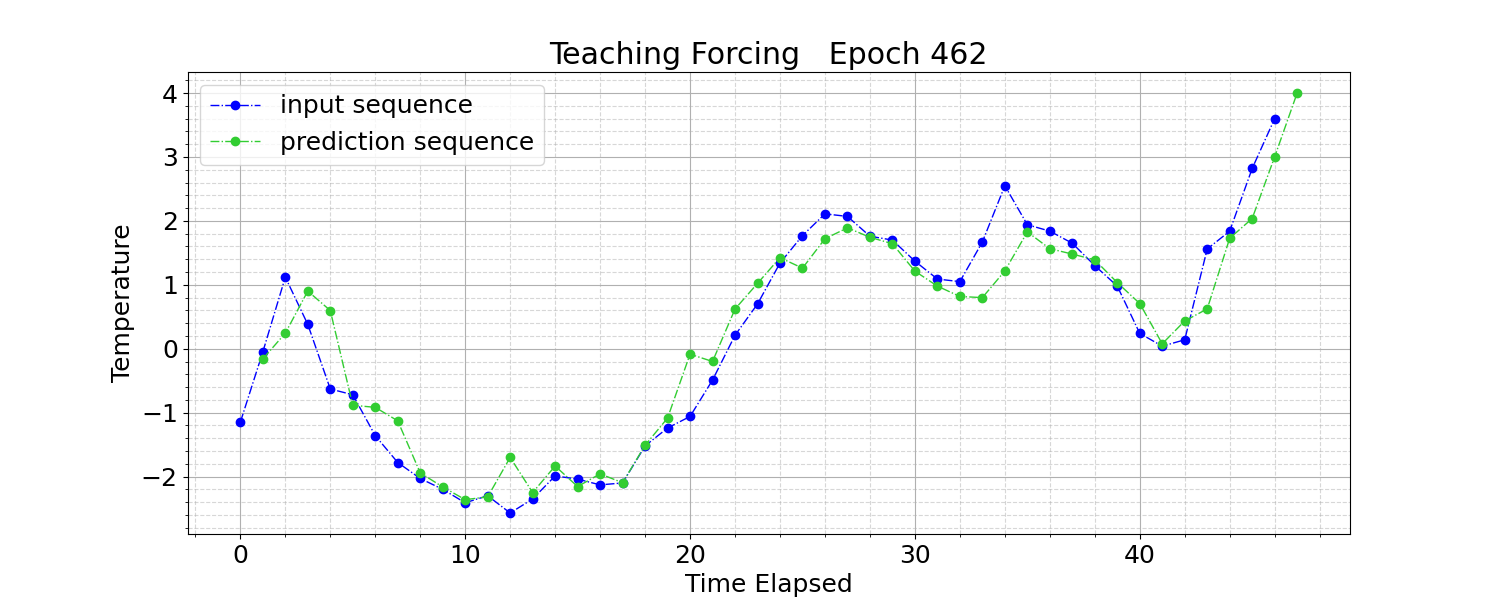 Teaching Forcing   Epoch 462
input sequence
prediction sequence
4
3
2
1
0
−1
−2
Temperature
0 10 20 30 40
Time Elapsed